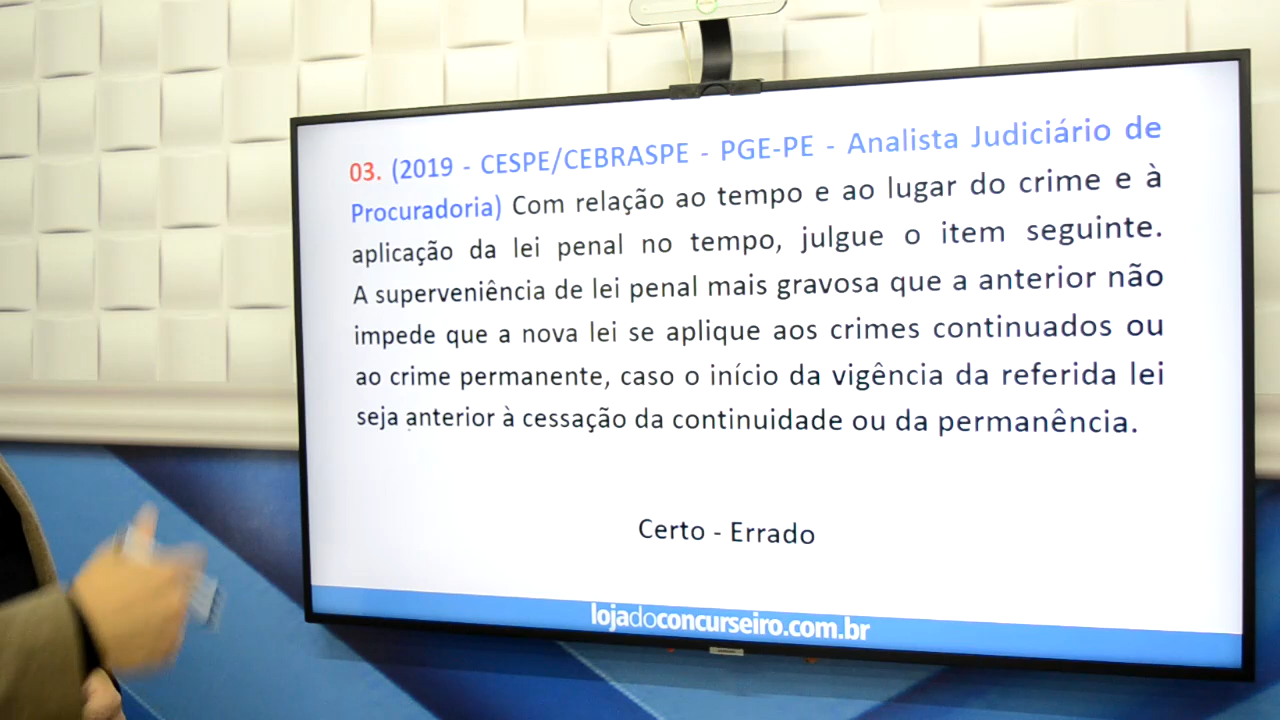 03. (2019 - CESPE/CEBRASPE - PGE-PE - Analista Judiciário de
Procuradoria) Com relação ao tempo e ao lugar do crime e à
aplicação da lei penal no tempo, julgue o item seguinte.
A superveniência de lei penal mais gravosa que a anterior não
impede que a nova lei se aplique aos crimes continuados ou
ao crime permanente, caso o início da vigência da referida lei
seja anterior à cessação da continuidade ou da permanência.
Certo - Errado
lojadoconcurseiro.com.br